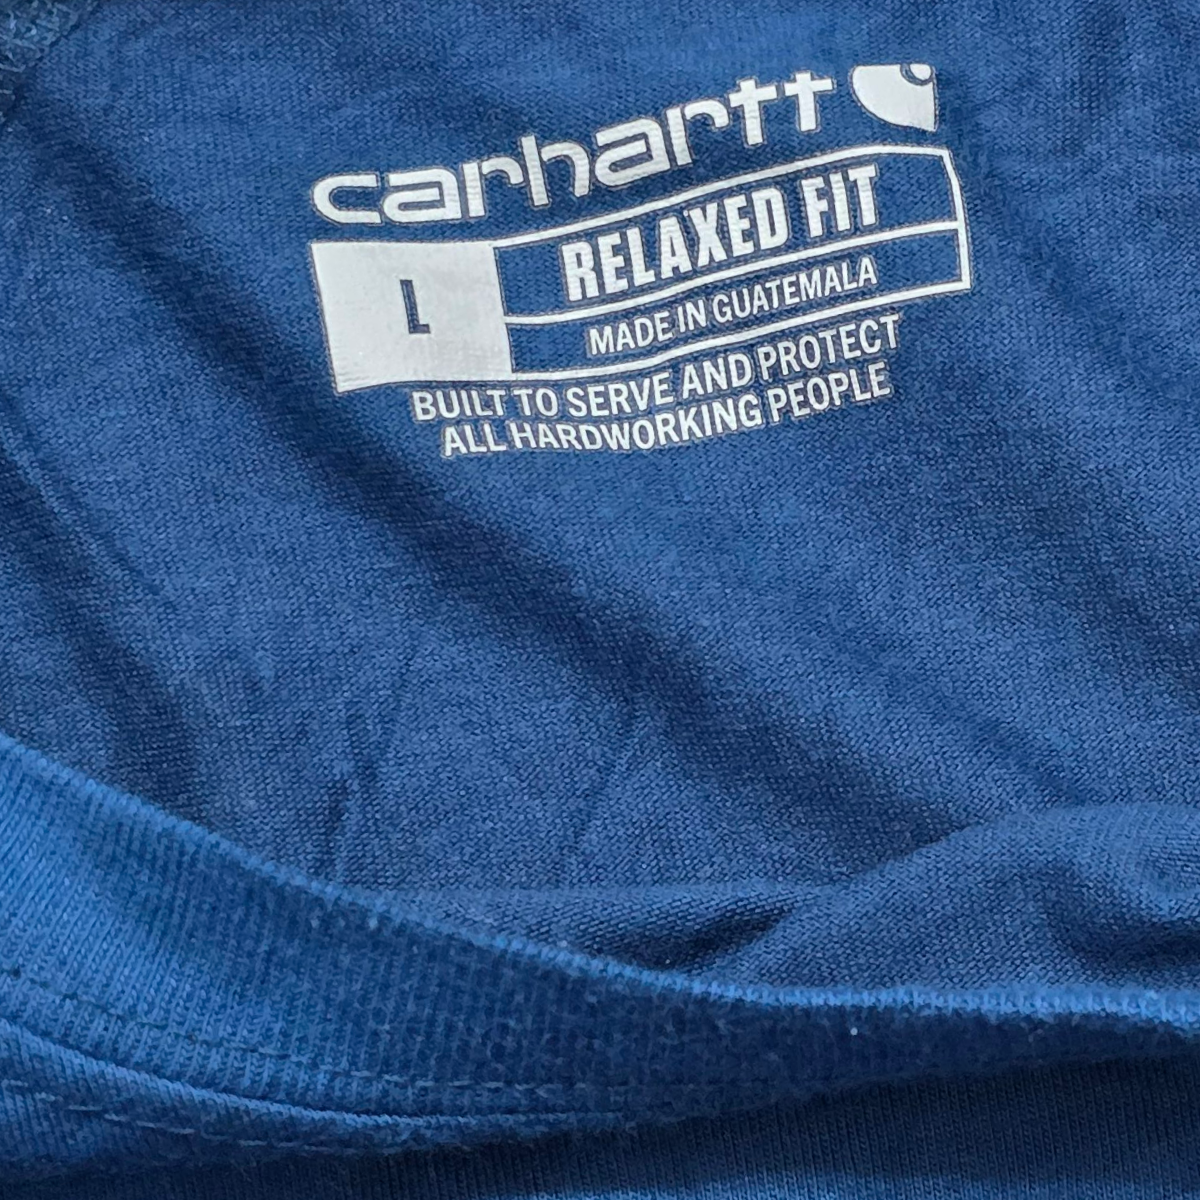 carhartt
L
RELAXED FIT
MADE IN GUATEMALA
BUILT TO SERVE AND PROTECT
ALL HARDWORKING PEOPLE